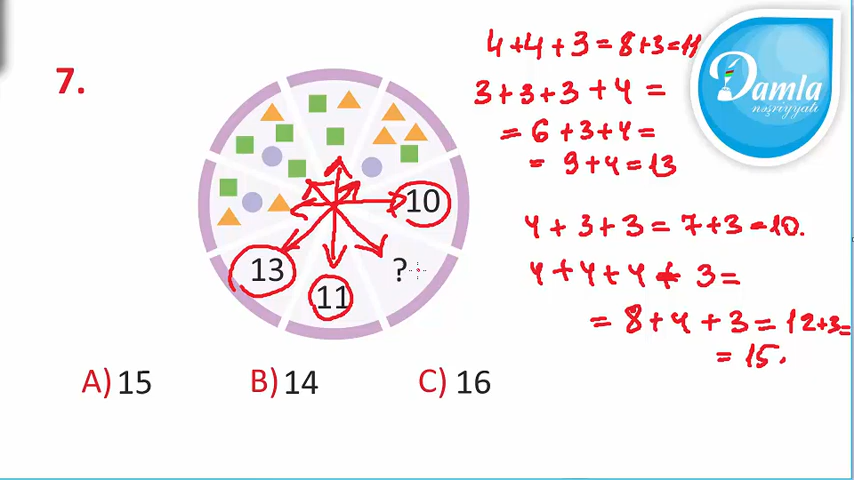 7.
10
13
11
?
A) 15
B) 14
C) 16
4+4+3=8+3=11
3+3+3+4=
=6+3+4=
=9+4=13
4+3+3=7+3=10.
4+4+4+3=
=8+4+3=12+3=
=15.
Damla
nəşriyyatı